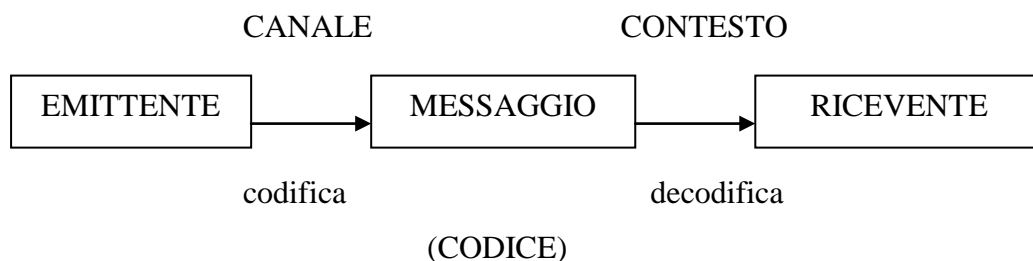 CANALE CONTESTO
EMITTENTE MESSAGGIO RICEVENTE
codifica decodifica
(CODICE)